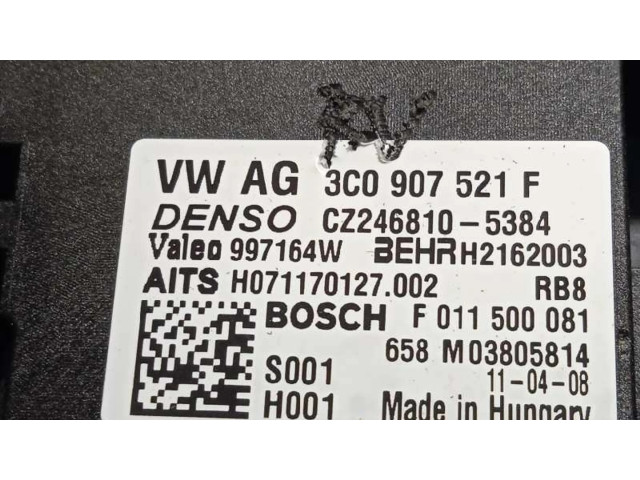 VW AG 3C0 907 521 F
DENSO CZ246810-5384
Valeo 997164W BEHR H2162003
AITS H071170127.002 RB8
BOSCH F 011 500 081
658 M03805814
S001 11-04-08
H001 Made in Hungary